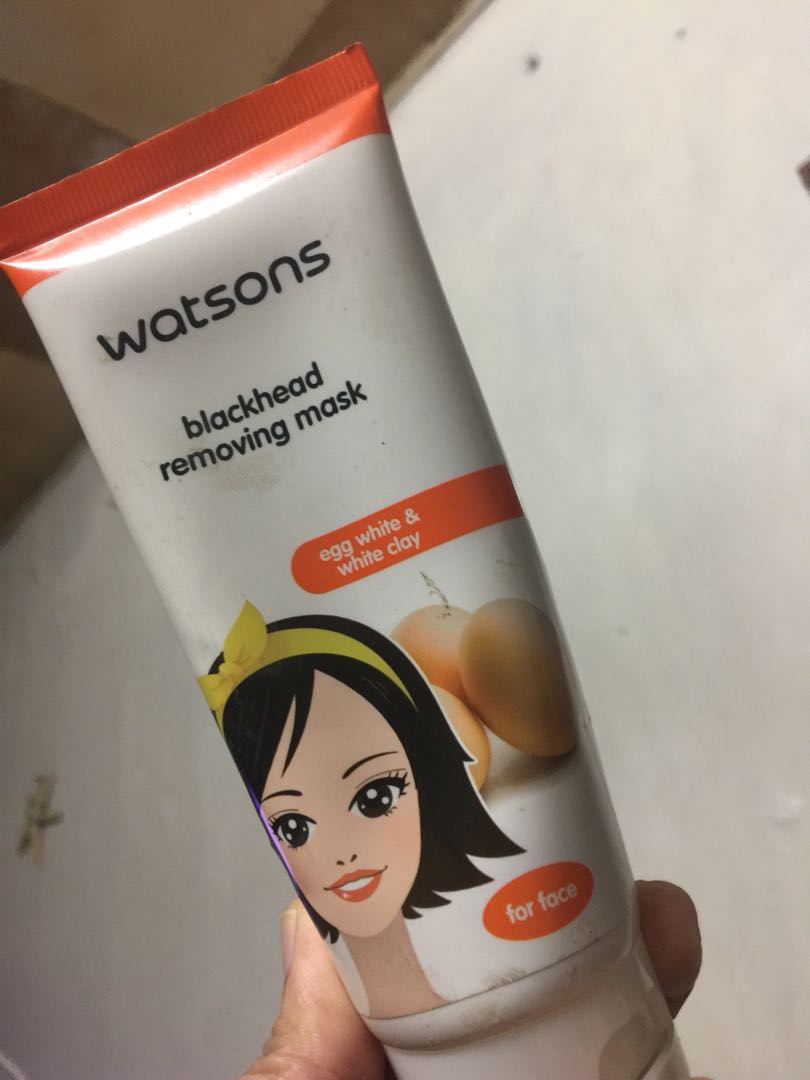 watsons
blackhead
removing mask
egg white &
white clay
for face